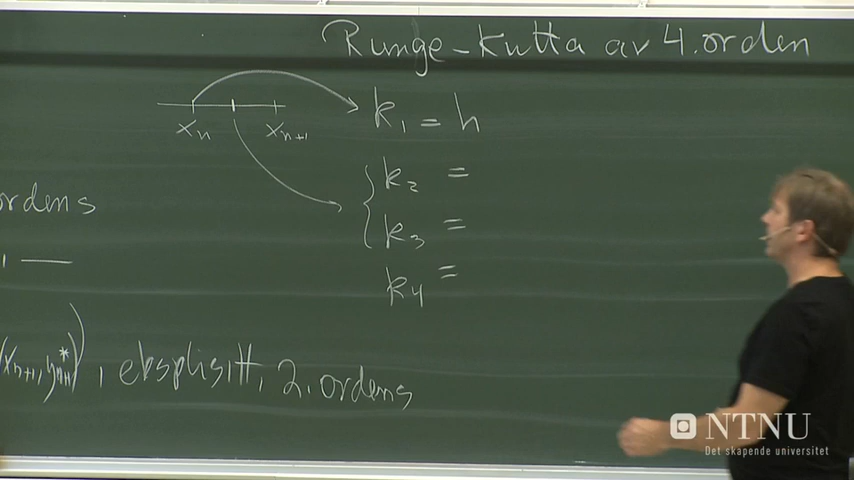 Runge-Kutta av 4. orden
xₙ xₙ₊₁
k₁ = h
k₂ =
k₃ =
k₄ =
ordens
(xₙ₊₁, y*ₙ₊₁), eksplisitt, 2. ordens
NTNU
Det skapende universitet